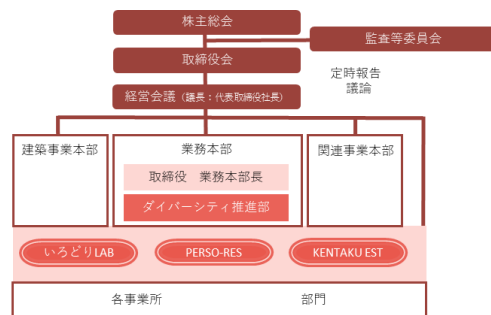 株主総会
監査等委員会
取締役会
定時報告
議論
経営会議（議長：代表取締役社長）
建築事業本部
業務本部
関連事業本部
取締役　業務本部長
ダイバーシティ推進部
いろどりLAB
PERSO-RES
KENTAKU EST
各事業所
部門